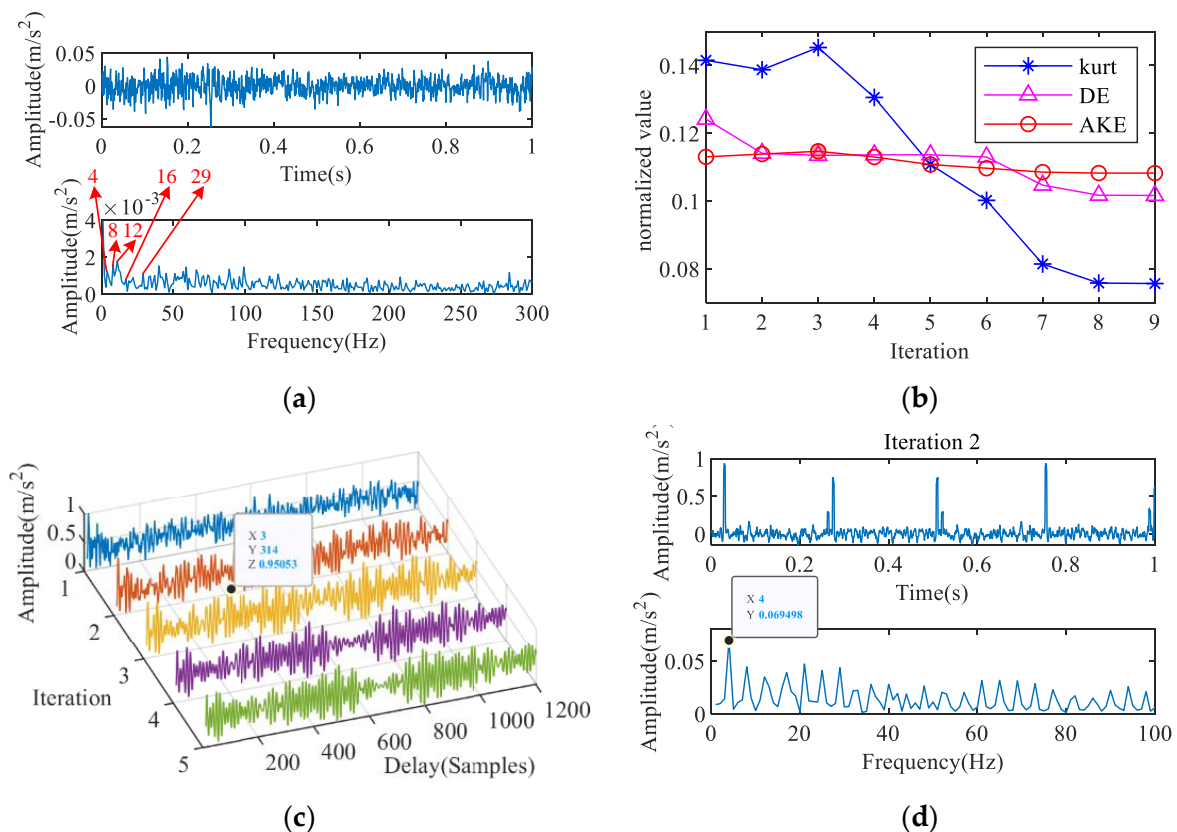 0.05
0
-0.05
Amplitude(m/s²)
0 0.2 0.4 0.6 0.8 1
Time(s)
4 16 29
×10⁻³
8 12
4
2
0
Amplitude(m/s²)
0 50 100 150 200 250 300
Frequency(Hz)
(a)
0.14
0.12
0.1
0.08
normalized value
kurt
DE
AKE
1 2 3 4 5 6 7 8 9
Iteration
(b)
Amplitude(m/s²)
1
0.5
0
X 3
Y 314
Z 0.95053
1
2
3
4
5
Iteration
200 400 600 800 1000 1200
Delay(Samples)
(c)
Iteration 2
Amplitude(m/s²)
1
0.5
0
0 0.2 0.4 0.6 0.8 1
Time(s)
X 4
Y 0.069498
Amplitude(m/s²)
0.05
0
0 20 40 60 80 100
Frequency(Hz)
(d)